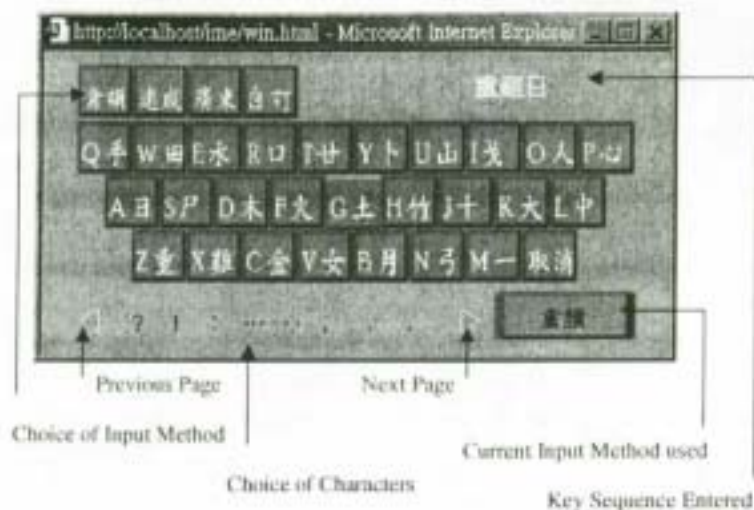 http://localhost/ime/win.html - Microsoft Internet Explorer
倉頡 速成 廣東 自訂 重難日
Q手 W田 E水 R口 T廿 Y卜 U山 I戈 O人 P心
A日 S尸 D木 F火 G土 H竹 J十 K大 L中
Z重 X難 C金 V女 B月 N弓 M一 取消
? ! : 倉頡
Previous Page Next Page
Choice of Input Method
Current Input Method used
Choice of Characters
Key Sequence Entered